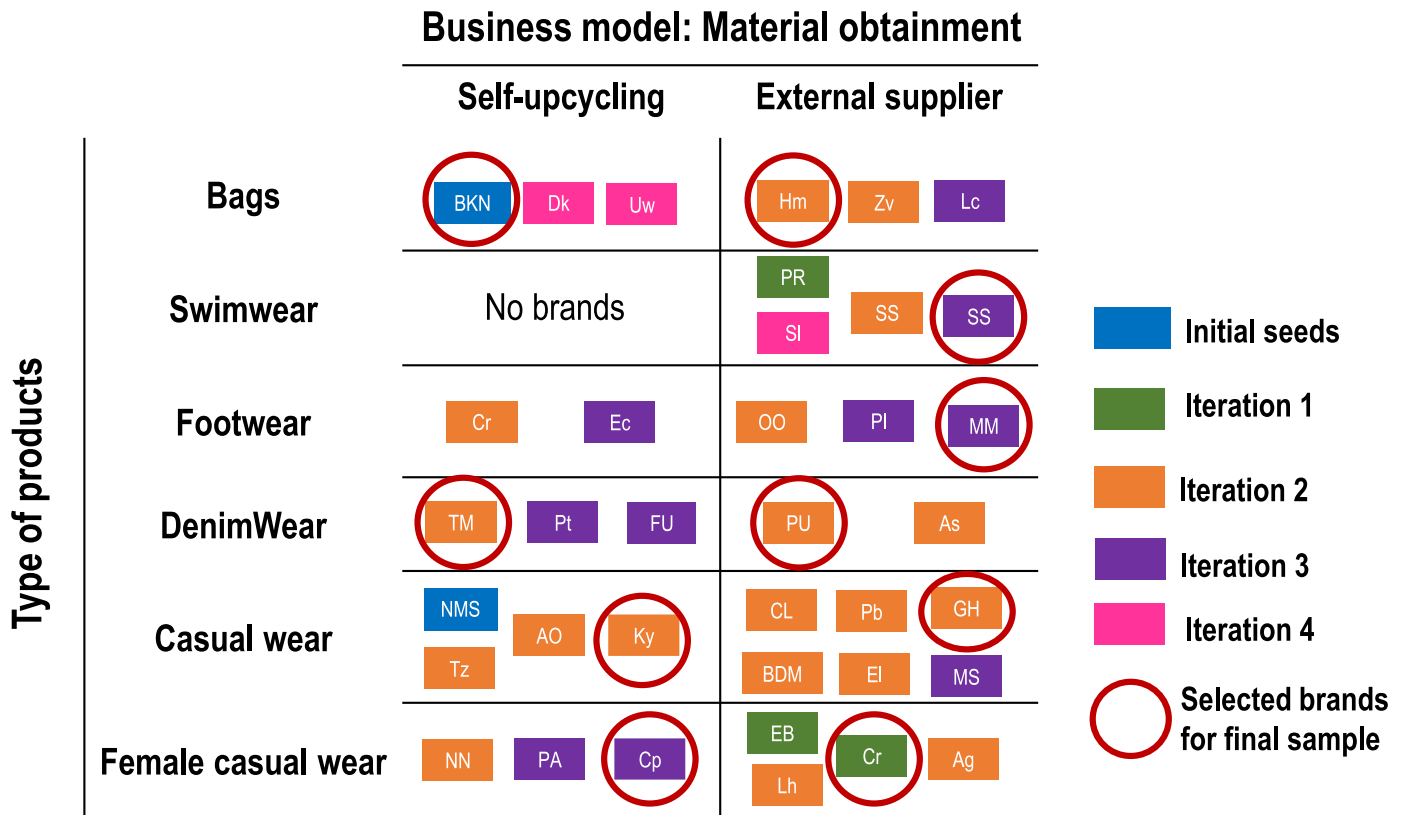 Business model: Material obtainment
Self-upcycling
External supplier
Type of products
Bags
BKN
Dk
Uw
Hm
Zv
Lc
Swimwear
No brands
PR
SI
SS
SS
Footwear
Cr
Ec
OO
PI
MM
DenimWear
TM
Pt
FU
PU
As
Casual wear
NMS
Tz
AO
Ky
CL
Pb
GH
BDM
El
MS
Female casual wear
NN
PA
Cp
EB
Lh
Cr
Ag
Initial seeds
Iteration 1
Iteration 2
Iteration 3
Iteration 4
Selected brands
for final sample